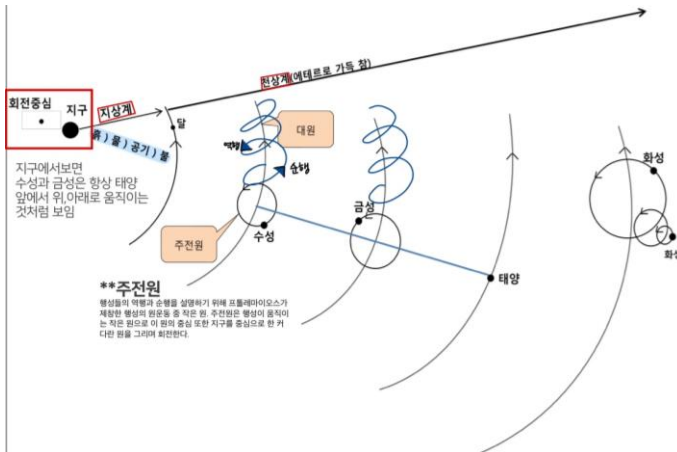 천상계(에테르로 가득 참)
회전중심
지구
지상계
달
흙 ) 물 ) 공기 ) 불
대원
역행
순행
지구에서보면
수성과 금성은 항상 태양
앞에서 위,아래로 움직이는
것처럼 보임
화성
금성
주전원
수성
화성
태양
**주전원
행성들의 역행과 순행를 설명하기 위해 프톨레마이오스가
제창한 행성의 원운동 중 작은 원. 주전원은 행성이 움직이
는 작은 원으로 이 원의 중심 또한 지구를 중심으로 한 커
다란 원을 그리며 회전한다.